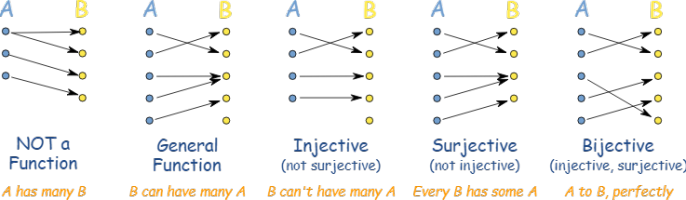 A B A B A B A B A B
NOT a General Injective Surjective Bijective
Function Function (not surjective) (not injective) (injective, surjective)
A has many B B can have many A B can't have many A Every B has some A A to B, perfectly